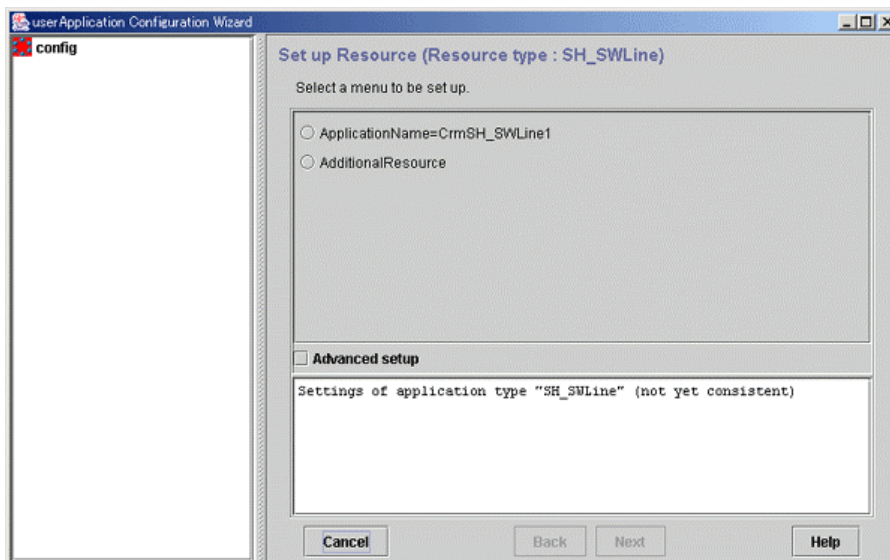 userApplication Configuration Wizard
config
Set up Resource (Resource type : SH_SWLine)
Select a menu to be set up.
ApplicationName=CrmSH_SWLine1
AdditionalResource
Advanced setup
Settings of application type "SH_SWLine" (not yet consistent)
Cancel
Back
Next
Help